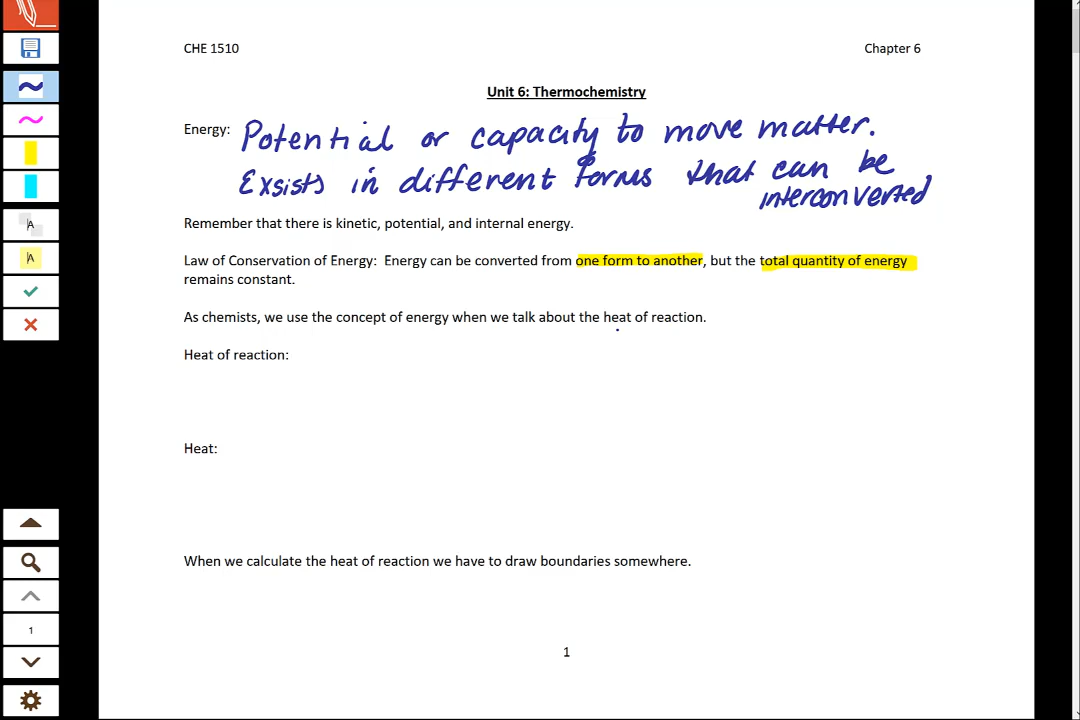 CHE 1510 Chapter 6
Unit 6: Thermochemistry
Energy: Potential or capacity to move matter.
Exsists in different forms that can be
interconverted
Remember that there is kinetic, potential, and internal energy.
Law of Conservation of Energy: Energy can be converted from one form to another, but the total quantity of energy
remains constant.
As chemists, we use the concept of energy when we talk about the heat of reaction.
Heat of reaction:
Heat:
When we calculate the heat of reaction we have to draw boundaries somewhere.
1
A
A
1